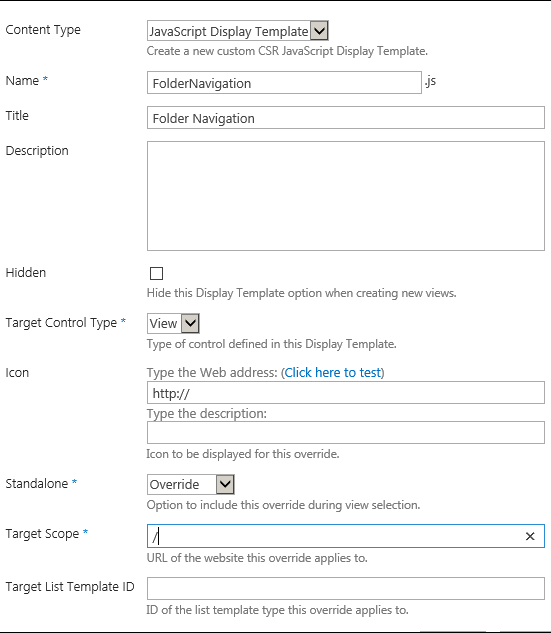 Content Type JavaScript Display Template
Create a new custom CSR JavaScript Display Template.
Name * FolderNavigation .js
Title Folder Navigation
Description
Hidden
Hide this Display Template option when creating new views.
Target Control Type * View
Type of control defined in this Display Template.
Icon Type the Web address: (Click here to test)
http://
Type the description:
Icon to be displayed for this override.
Standalone * Override
Option to include this override during view selection.
Target Scope * /
URL of the website this override applies to.
Target List Template ID
ID of the list template type this override applies to.